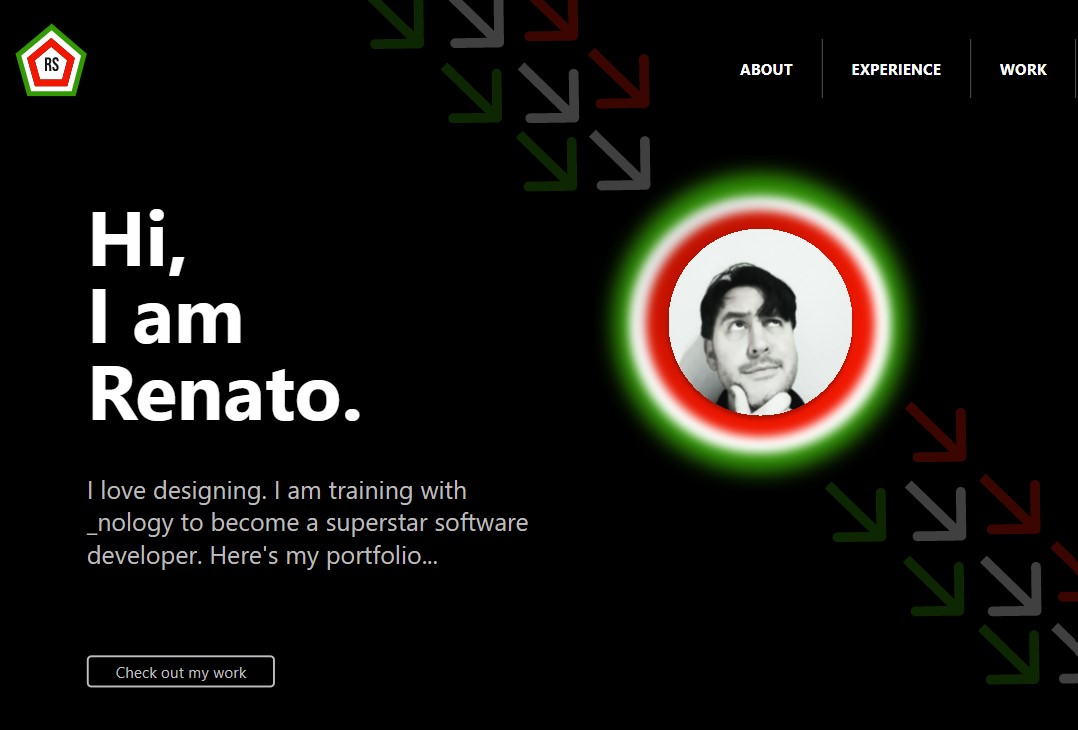 RS
ABOUT
EXPERIENCE
WORK
Hi,
I am
Renato.
I love designing. I am training with
_nology to become a superstar software
developer. Here's my portfolio...
Check out my work